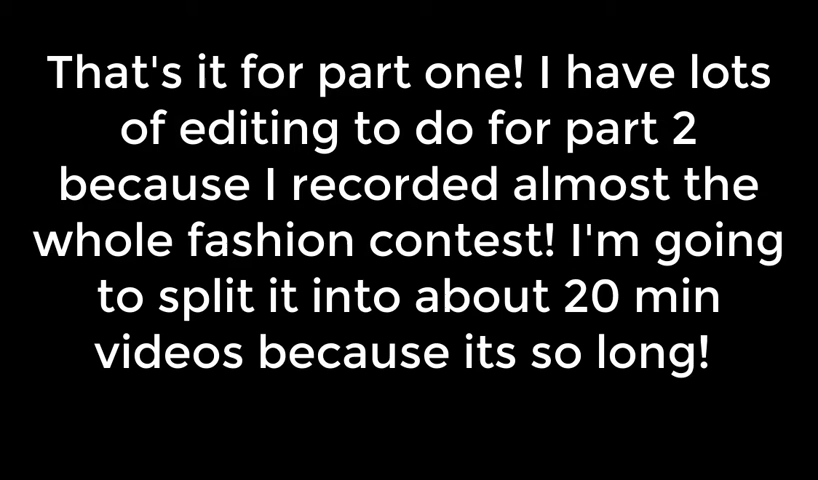 That's it for part one! I have lots
of editing to do for part 2
because I recorded almost the
whole fashion contest! I'm going
to split it into about 20 min
videos because its so long!